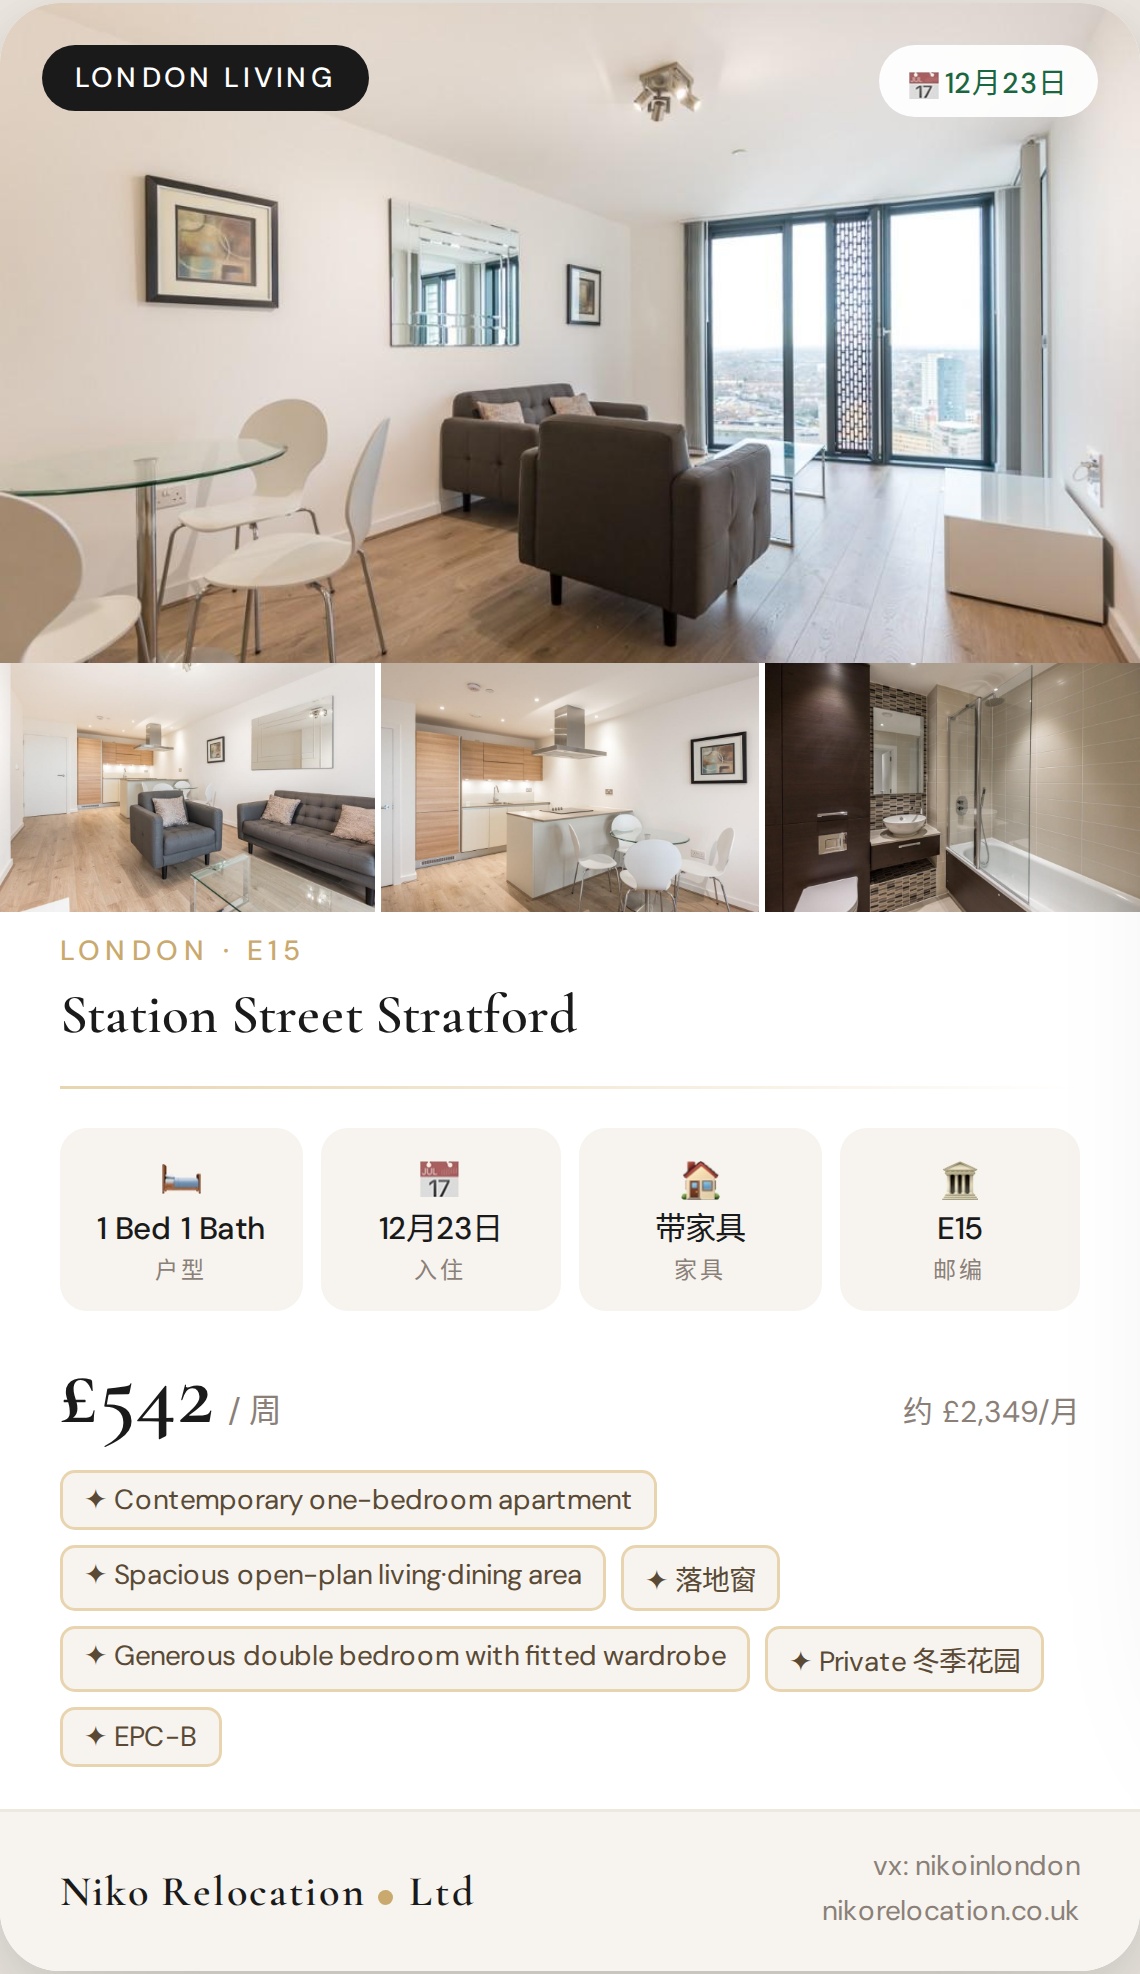 LONDON LIVING
12月23日
LONDON · E15
Station Street Stratford
1 Bed 1 Bath
户型
12月23日
入住
带家具
家具
E15
邮编
£542 / 周
约 £2,349/月
✦ Contemporary one-bedroom apartment
✦ Spacious open-plan living·dining area
✦ 落地窗
✦ Generous double bedroom with fitted wardrobe
✦ Private 冬季花园
✦ EPC-B
Niko Relocation • Ltd
vx: nikoinlondon
nikorelocation.co.uk